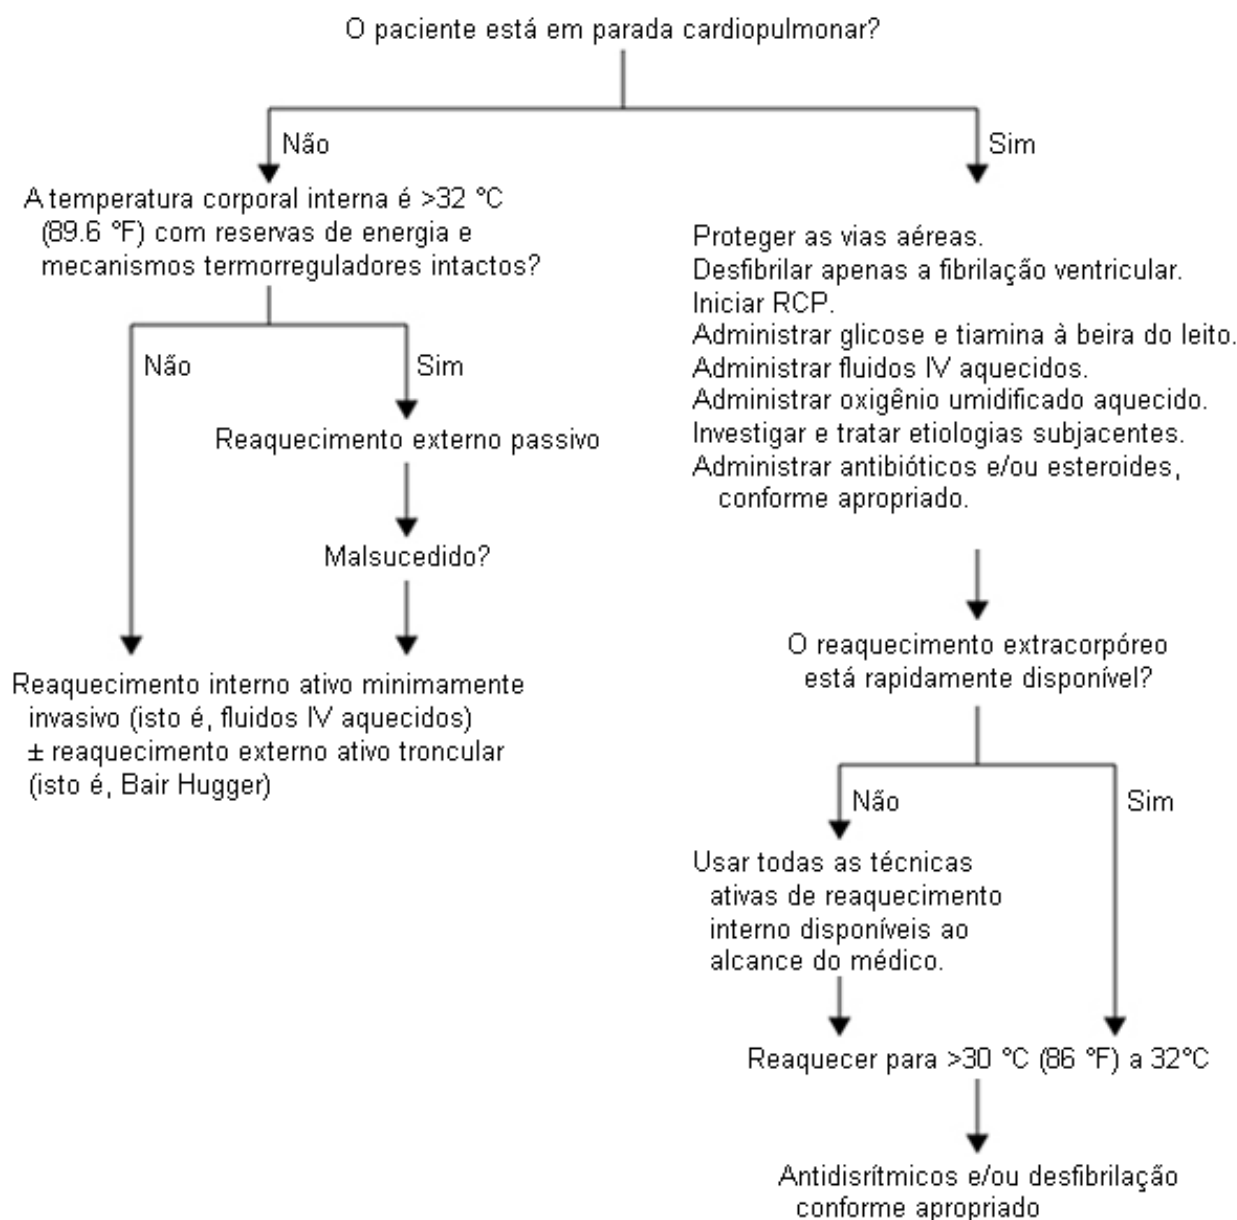 O paciente está em parada cardiopulmonar?
Não
Sim
A temperatura corporal interna é >32 °C
(89.6 °F) com reservas de energia e
mecanismos termorreguladores intactos?
Não
Sim
Reaquecimento externo passivo
Malsucedido?
Reaquecimento interno ativo minimamente
invasivo (isto é, fluidos IV aquecidos)
± reaquecimento externo ativo troncular
(isto é, Bair Hugger)
Proteger as vias aéreas.
Desfibrilar apenas a fibrilação ventricular.
Iniciar RCP.
Administrar glicose e tiamina à beira do leito.
Administrar fluidos IV aquecidos.
Administrar oxigênio umidificado aquecido.
Investigar e tratar etiologias subjacentes.
Administrar antibióticos e/ou esteroides,
conforme apropriado.
O reaquecimento extracorpóreo
está rapidamente disponível?
Não
Sim
Usar todas as técnicas
ativas de reaquecimento
interno disponíveis ao
alcance do médico.
Reaquecer para >30 °C (86 °F) a 32°C
Antidisrítmicos e/ou desfibrilação
conforme apropriado